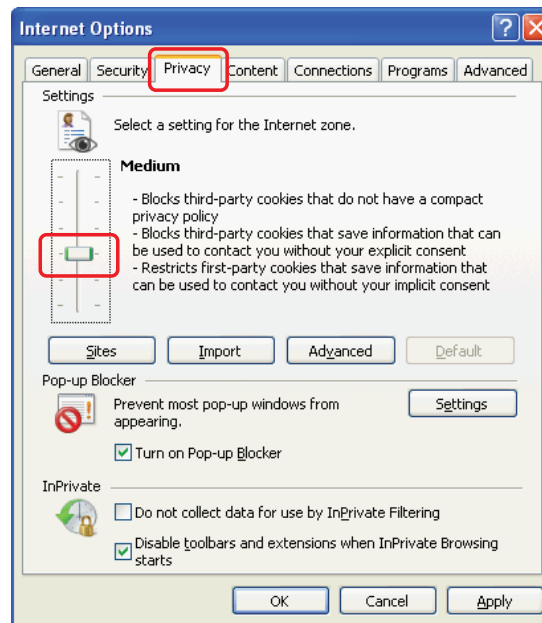 Internet Options
General Security Privacy Content Connections Programs Advanced
Settings
Select a setting for the Internet zone.
Medium
- Blocks third-party cookies that do not have a compact
privacy policy
- Blocks third-party cookies that save information that can
be used to contact you without your explicit consent
- Restricts first-party cookies that save information that
can be used to contact you without your implicit consent
Sites Import Advanced Default
Pop-up Blocker
Prevent most pop-up windows from
appearing.
Settings
Turn on Pop-up Blocker
InPrivate
Do not collect data for use by InPrivate Filtering
Disable toolbars and extensions when InPrivate Browsing
starts
OK Cancel Apply